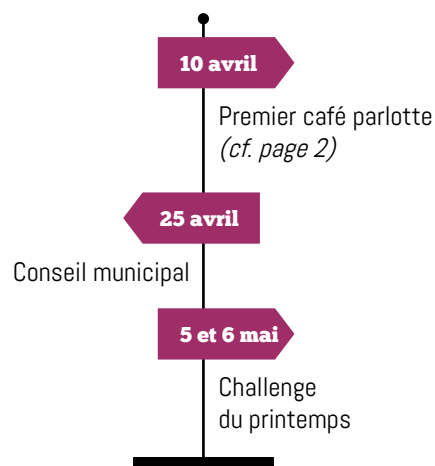 10 avril
Premier café parlotte
(cf. page 2)
25 avril
Conseil municipal
5 et 6 mai
Challenge
du printemps